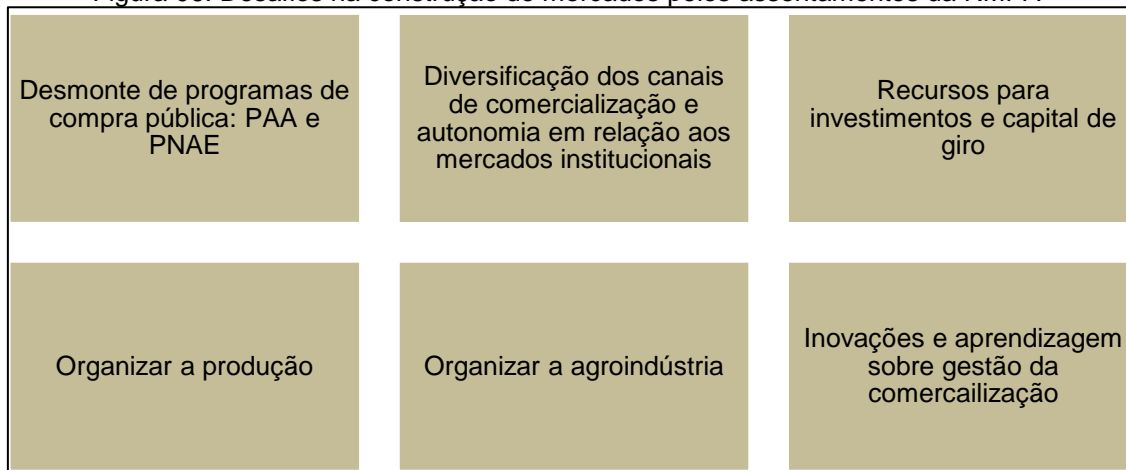 Desmonte de programas de
compra pública: PAA e
PNAE
Diversificação dos canais
de comercialização e
autonomia em relação aos
mercados institucionais
Recursos para
investimentos e capital de
giro
Organizar a produção
Organizar a agroindústria
Inovações e aprendizagem
sobre gestão da
comercailização